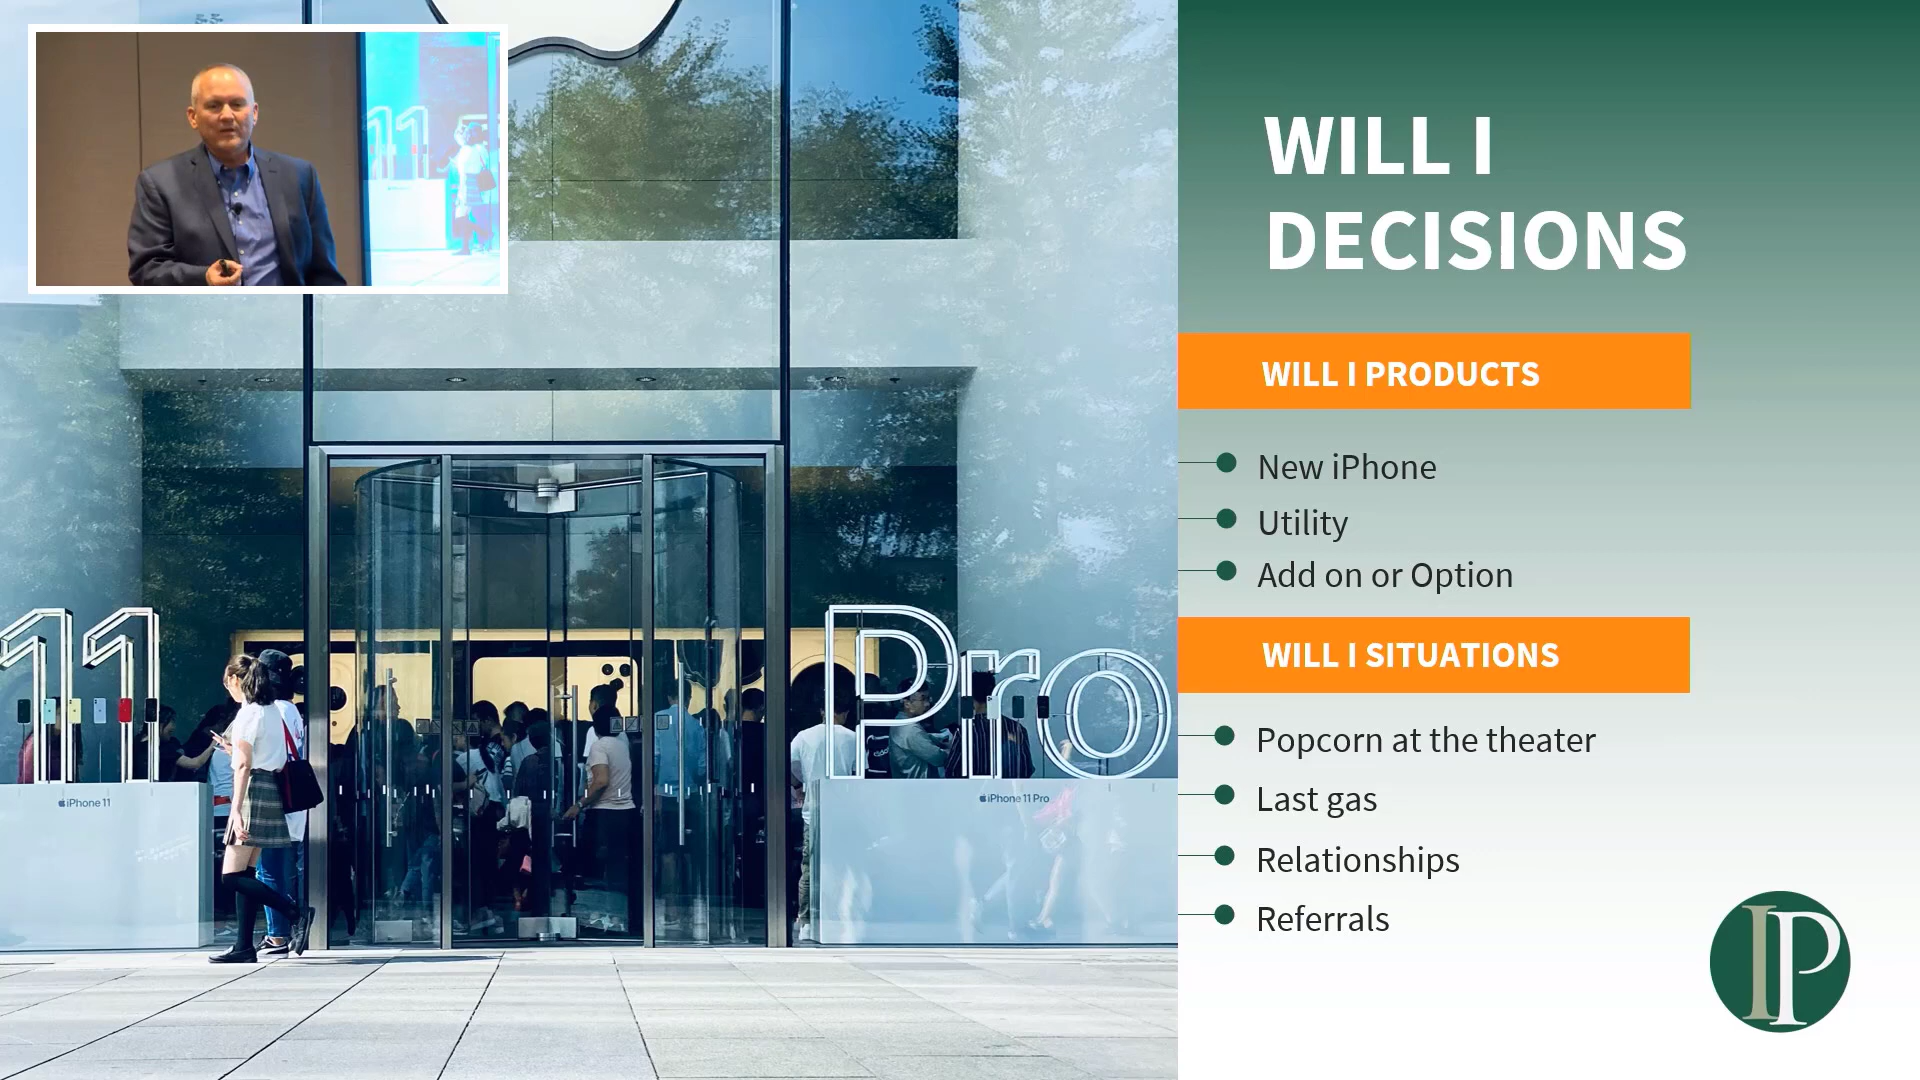 WILL I
DECISIONS
WILL I PRODUCTS
New iPhone
Utility
Add on or Option
WILL I SITUATIONS
Popcorn at the theater
Last gas
Relationships
Referrals
11
Pro
iPhone 11
iPhone 11 Pro
11
IP